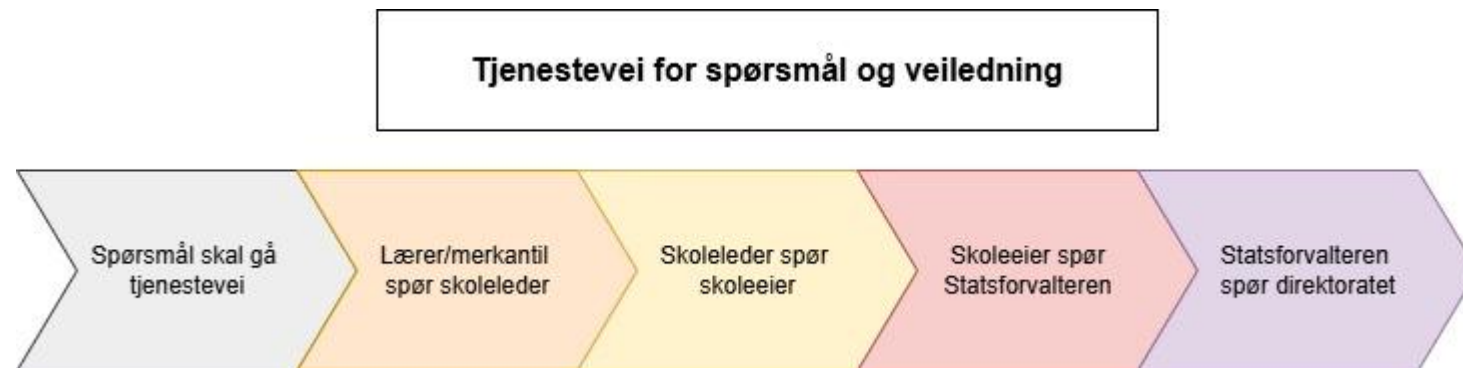 Tjenestevei for spørsmål og veiledning
Spørsmål skal gå
tjenestevei
Lærer/merkantil
spør skoleleder
Skoleleder spør
skoleeier
Skoleeier spør
Statsforvalteren
Statsforvalteren
spør direktoratet